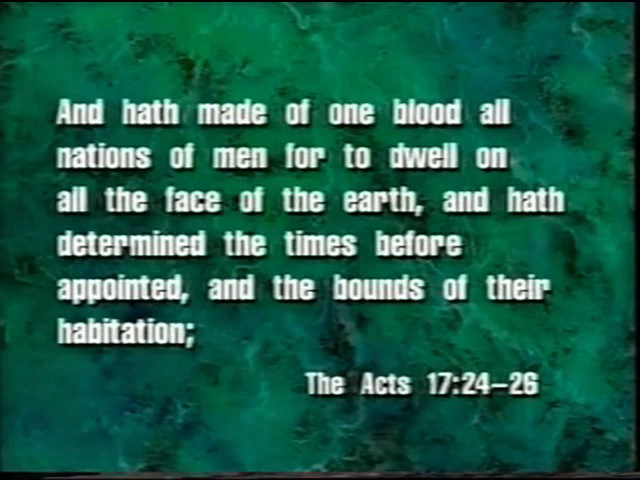 And hath made of one blood all
nations of men for to dwell on
all the face of the earth, and hath
determined the times before
appointed, and the bounds of their
habitation;
The Acts 17:24–26